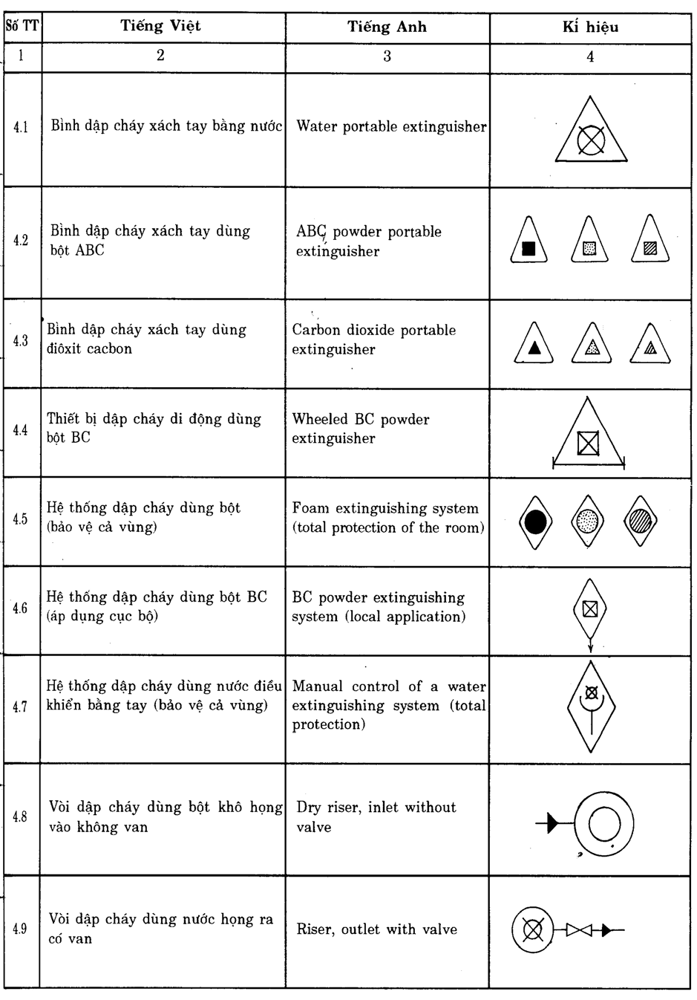 Số TT Tiếng Việt Tiếng Anh Kí hiệu
1 2 3 4
4.1 Bình dập cháy xách tay bằng nước Water portable extinguisher
4.2 Bình dập cháy xách tay dùng
bột ABC
ABC powder portable
extinguisher
4.3 Bình dập cháy xách tay dùng
điôxit cacbon
Carbon dioxide portable
extinguisher
4.4 Thiết bị dập cháy di động dùng
bột BC
Wheeled BC powder
extinguisher
4.5 Hệ thống dập cháy dùng bột
(bảo vệ cả vùng)
Foam extinguishing system
(total protection of the room)
4.6 Hệ thống dập cháy dùng bột BC
(áp dụng cục bộ)
BC powder extinguishing
system (local application)
4.7 Hệ thống dập cháy dùng nước điều
khiển bằng tay (bảo vệ cả vùng)
Manual control of a water
extinguishing system (total
protection)
4.8 Vòi dập cháy dùng bột khô họng
vào không van
Dry riser, inlet without
valve
4.9 Vòi dập cháy dùng nước họng ra
có van
Riser, outlet with valve